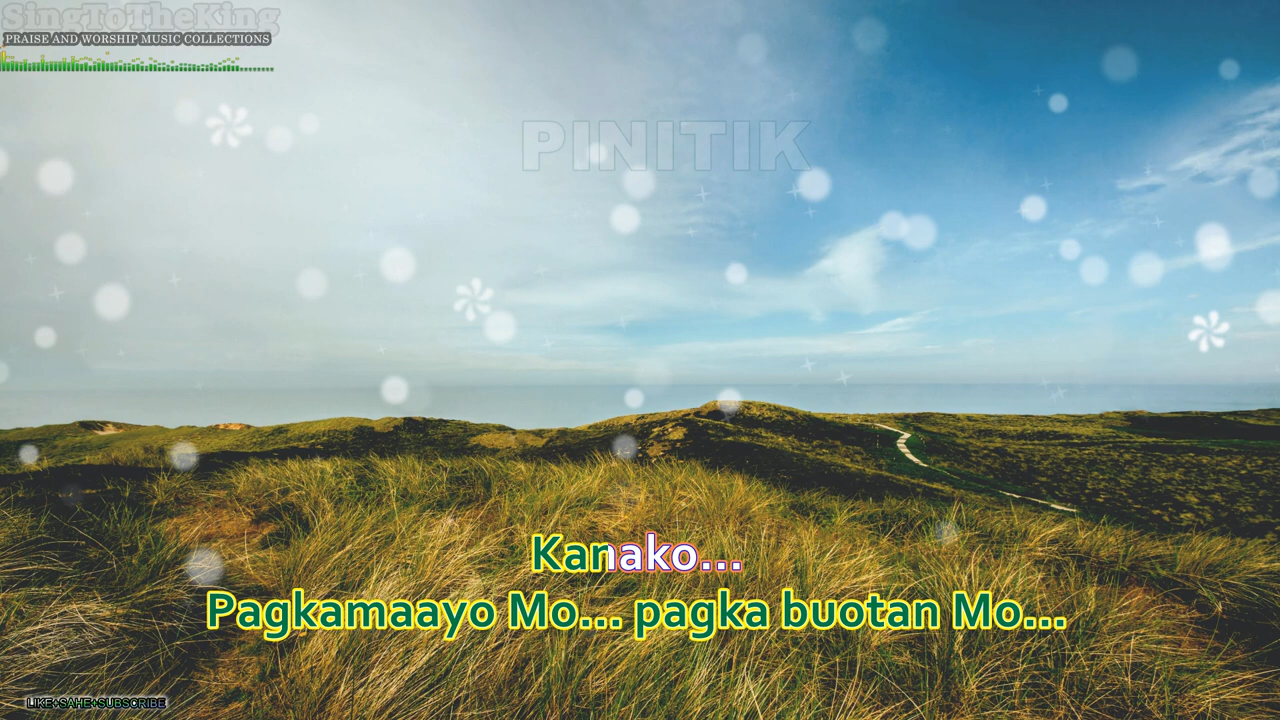 SingToTheKing
PRAISE AND WORSHIP MUSIC COLLECTIONS
PINITIK
Kanako...
Pagkamaayo Mo... pagka buotan Mo...
LIKE+SAHE+SUBSCRIBE